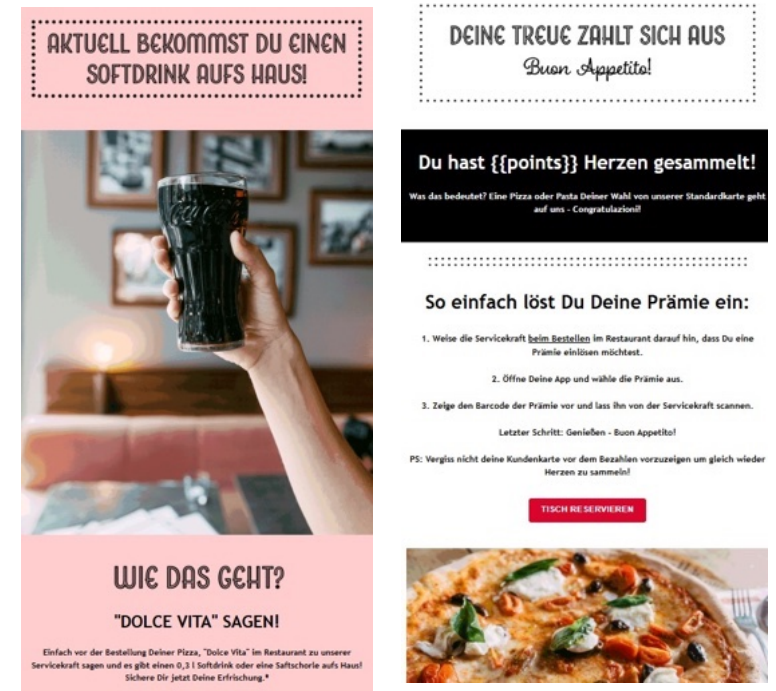 AKTUELL BEKOMMST DU EINEN
SOFTDRINK AUFS HAUS!
WIE DAS GEHT?
"DOLCE VITA" SAGEN!
Einfach vor der Bestellung Deiner Pizza, "Dolce Vita" im Restaurant zu unserer
Servicekraft sagen und es gibt einen 0,3 l Softdrink oder eine Saftschorle aufs Haus!
Sichere Dir jetzt Deine Erfrischung.*
DEINE TREUE ZAHLT SICH AUS
Buon Appetito!
Du hast {{points}} Herzen gesammelt!
Was das bedeutet? Eine Pizza oder Pasta Deiner Wahl von unserer Standardkarte geht
auf uns - Congratulazioni!
So einfach löst Du Deine Prämie ein:
1. Weise die Servicekraft beim Bestellen im Restaurant darauf hin, dass Du eine
Prämie einlösen möchtest.
2. Öffne Deine App und wähle die Prämie aus.
3. Zeige den Barcode der Prämie vor und lass ihn von der Servicekraft scannen.
Letzter Schritt: Genießen - Buon Appetito!
PS: Vergiss nicht deine Kundenkarte vor dem Bezahlen vorzuzeigen um gleich wieder
Herzen zu sammeln!
TISCH RESERVIEREN